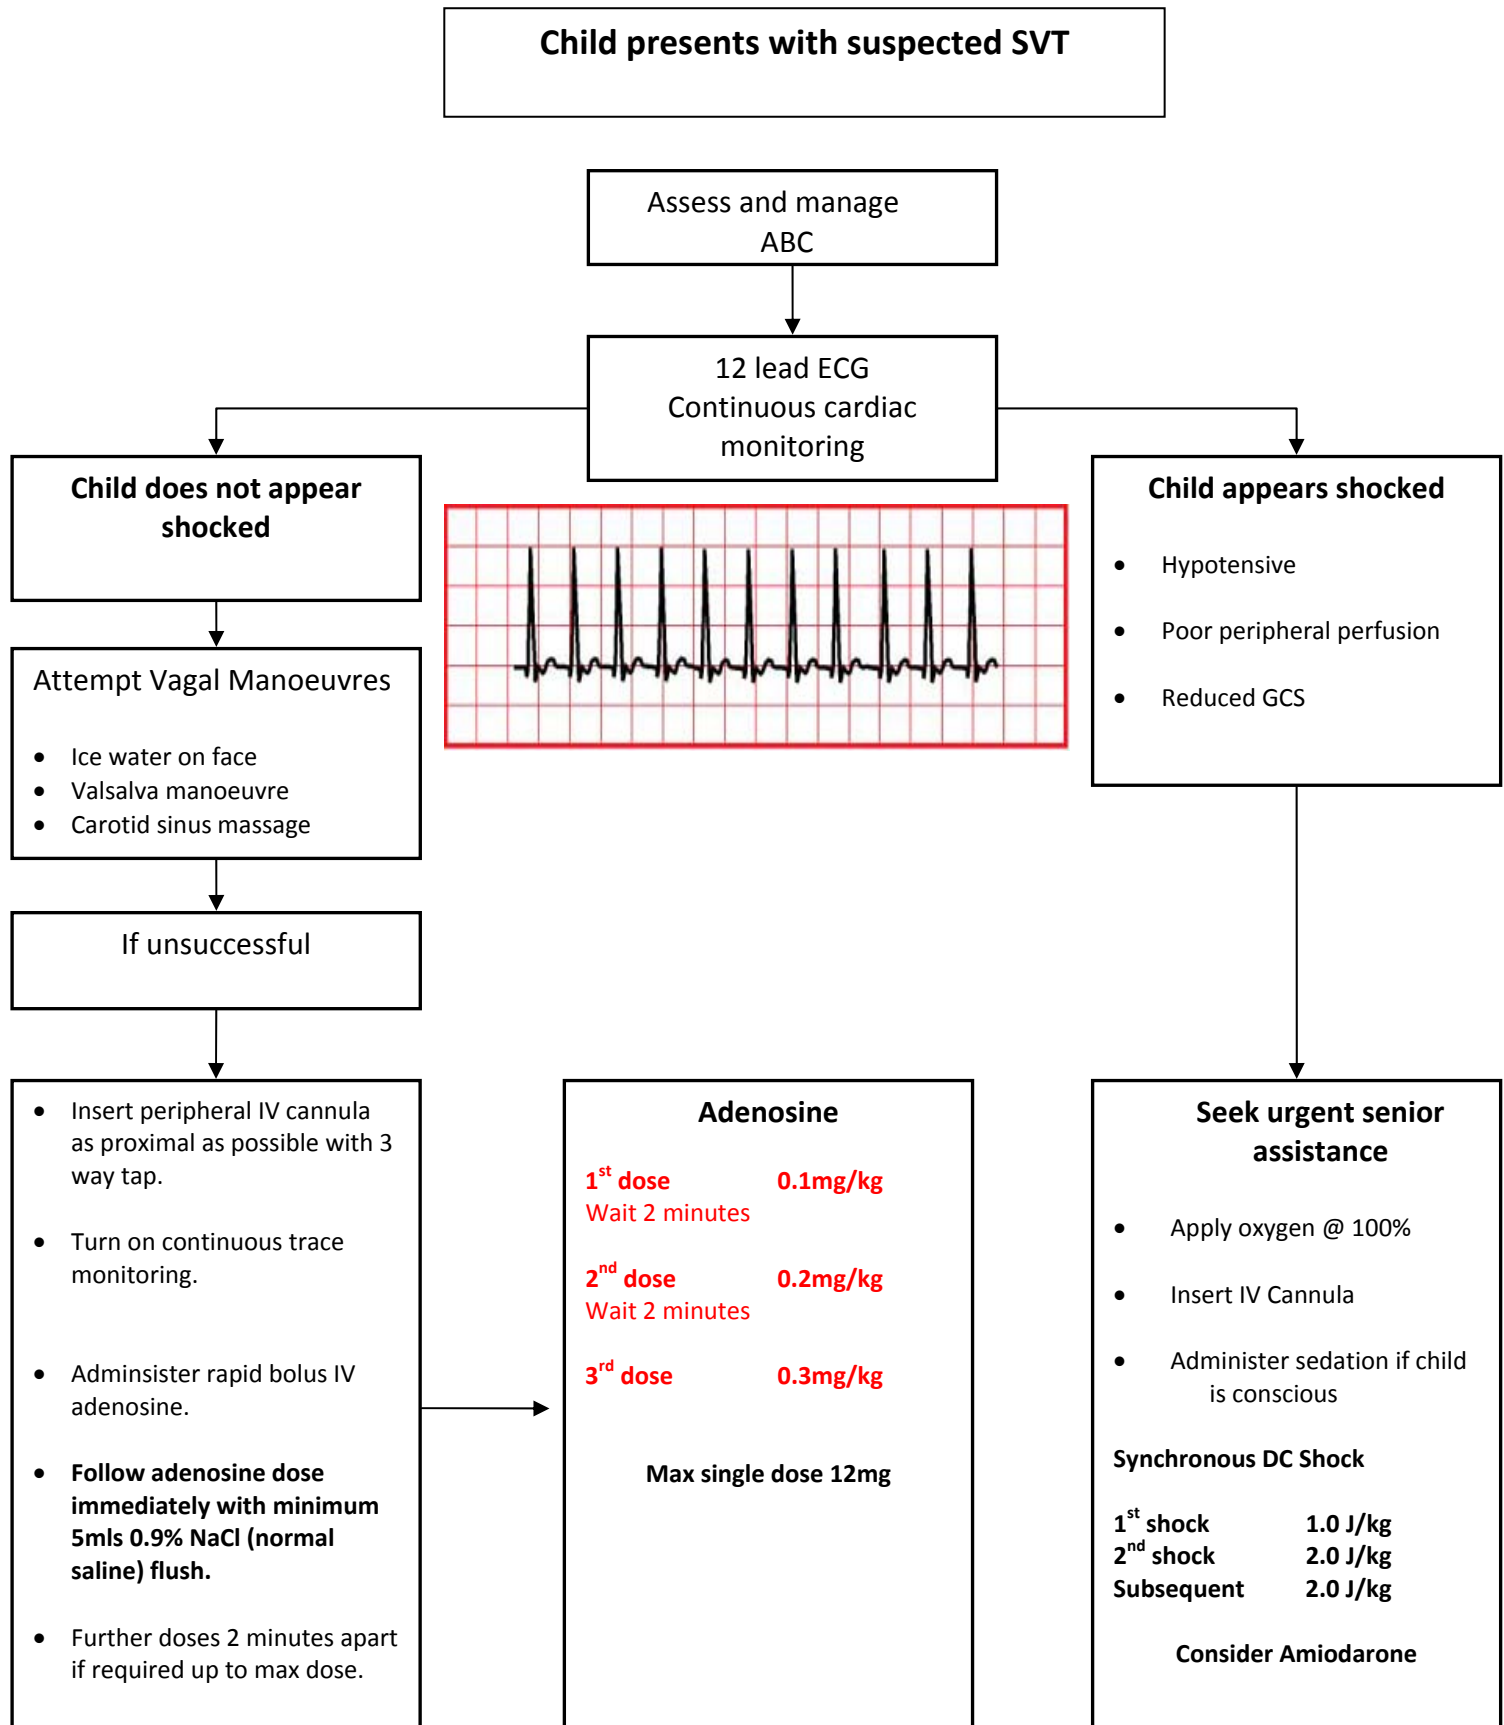 Child presents with suspected SVT
Assess and manage
ABC
12 lead ECG
Continuous cardiac
monitoring
Child does not appear
shocked
Attempt Vagal Manoeuvres
• Ice water on face
• Valsalva manoeuvre
• Carotid sinus massage
If unsuccessful
• Insert peripheral IV cannula
as proximal as possible with 3
way tap.
• Turn on continuous trace
monitoring.
• Adminsister rapid bolus IV
adenosine.
• Follow adenosine dose
immediately with minimum
5mls 0.9% NaCl (normal
saline) flush.
• Further doses 2 minutes apart
if required up to max dose.
Adenosine
1st dose 0.1mg/kg
Wait 2 minutes
2nd dose 0.2mg/kg
Wait 2 minutes
3rd dose 0.3mg/kg
Max single dose 12mg
Child appears shocked
• Hypotensive
• Poor peripheral perfusion
• Reduced GCS
Seek urgent senior
assistance
• Apply oxygen @ 100%
• Insert IV Cannula
• Administer sedation if child
is conscious
Synchronous DC Shock
1st shock 1.0 J/kg
2nd shock 2.0 J/kg
Subsequent 2.0 J/kg
Consider Amiodarone